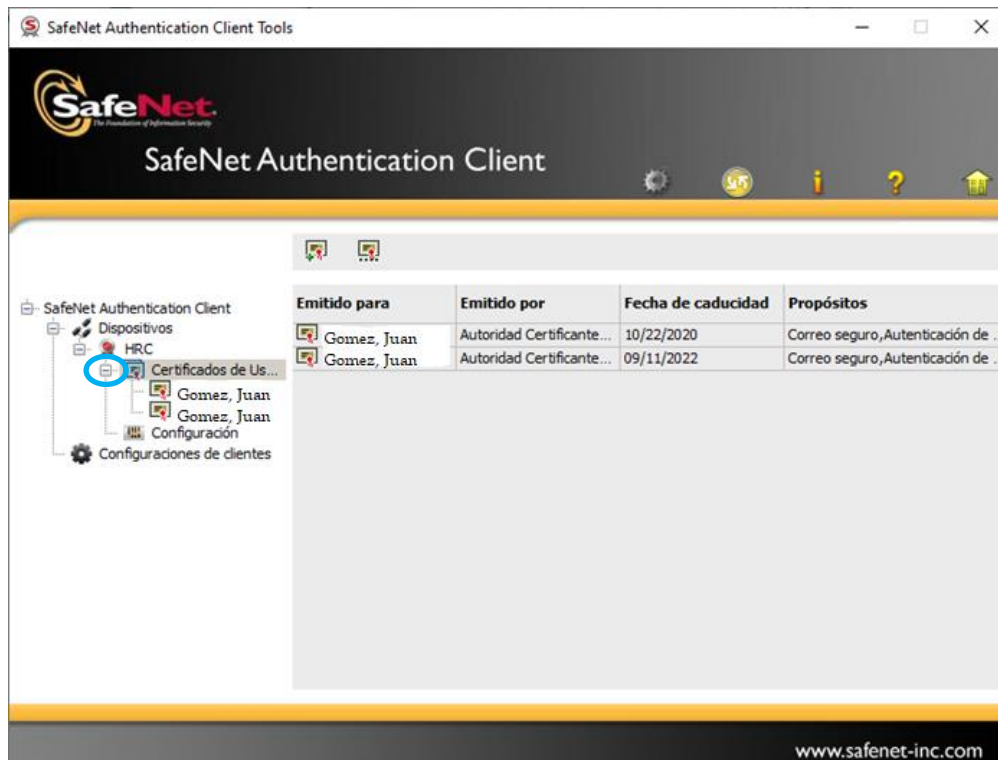 SafeNet Authentication Client Tools
SafeNet.
The Foundation of Information Security
SafeNet Authentication Client
SafeNet Authentication Client
Dispositivos
HRC
Certificados de Us...
Gomez, Juan
Gomez, Juan
Configuración
Configuraciones de clientes
Emitido para Emitido por Fecha de caducidad Propósitos
Gomez, Juan Autoridad Certificante... 10/22/2020 Correo seguro,Autenticación de .
Gomez, Juan Autoridad Certificante... 09/11/2022 Correo seguro,Autenticación de .
www.safenet-inc.com